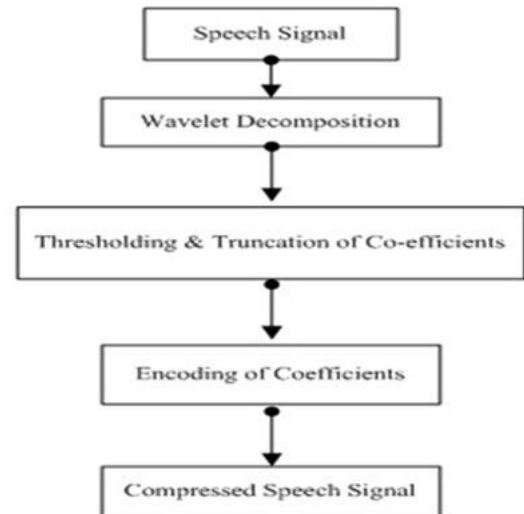 Speech Signal
Wavelet Decomposition
Thresholding & Truncation of Co-efficients
Encoding of Coefficients
Compressed Speech Signal